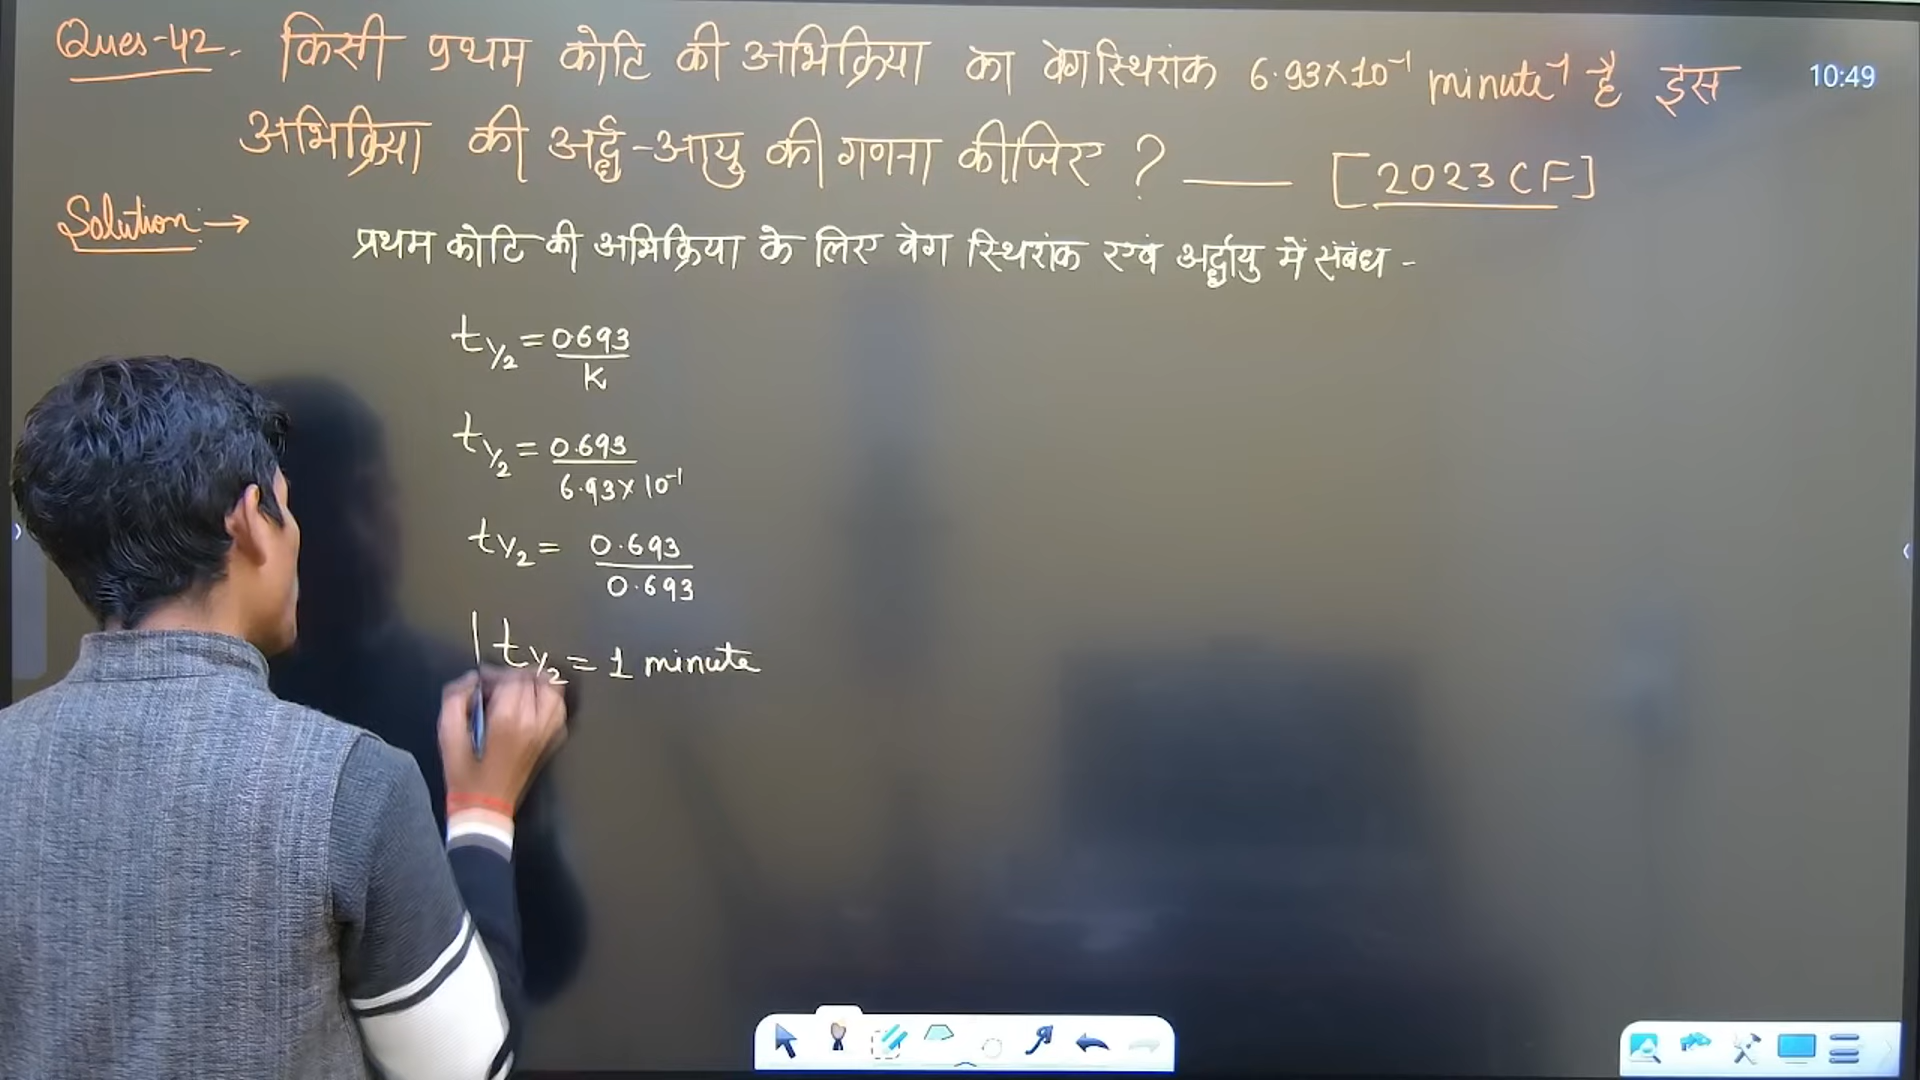 Ques-42. किसी प्रथम कोटि की अभिक्रिया का वेग स्थिरांक 6.93×10⁻¹ minute⁻¹ है इस
10:49
अभिक्रिया की अर्द्ध-आयु की गणना कीजिए ? —— [2023 CF]
Solution:→
प्रथम कोटि की अभिक्रिया के लिए वेग स्थिरांक एवं अर्द्धायु में संबंध -
t1/2 = 0.693/K
t1/2 = 0.693/6.93×10⁻¹
t1/2 = 0.693/0.693
t1/2 = 1 minute